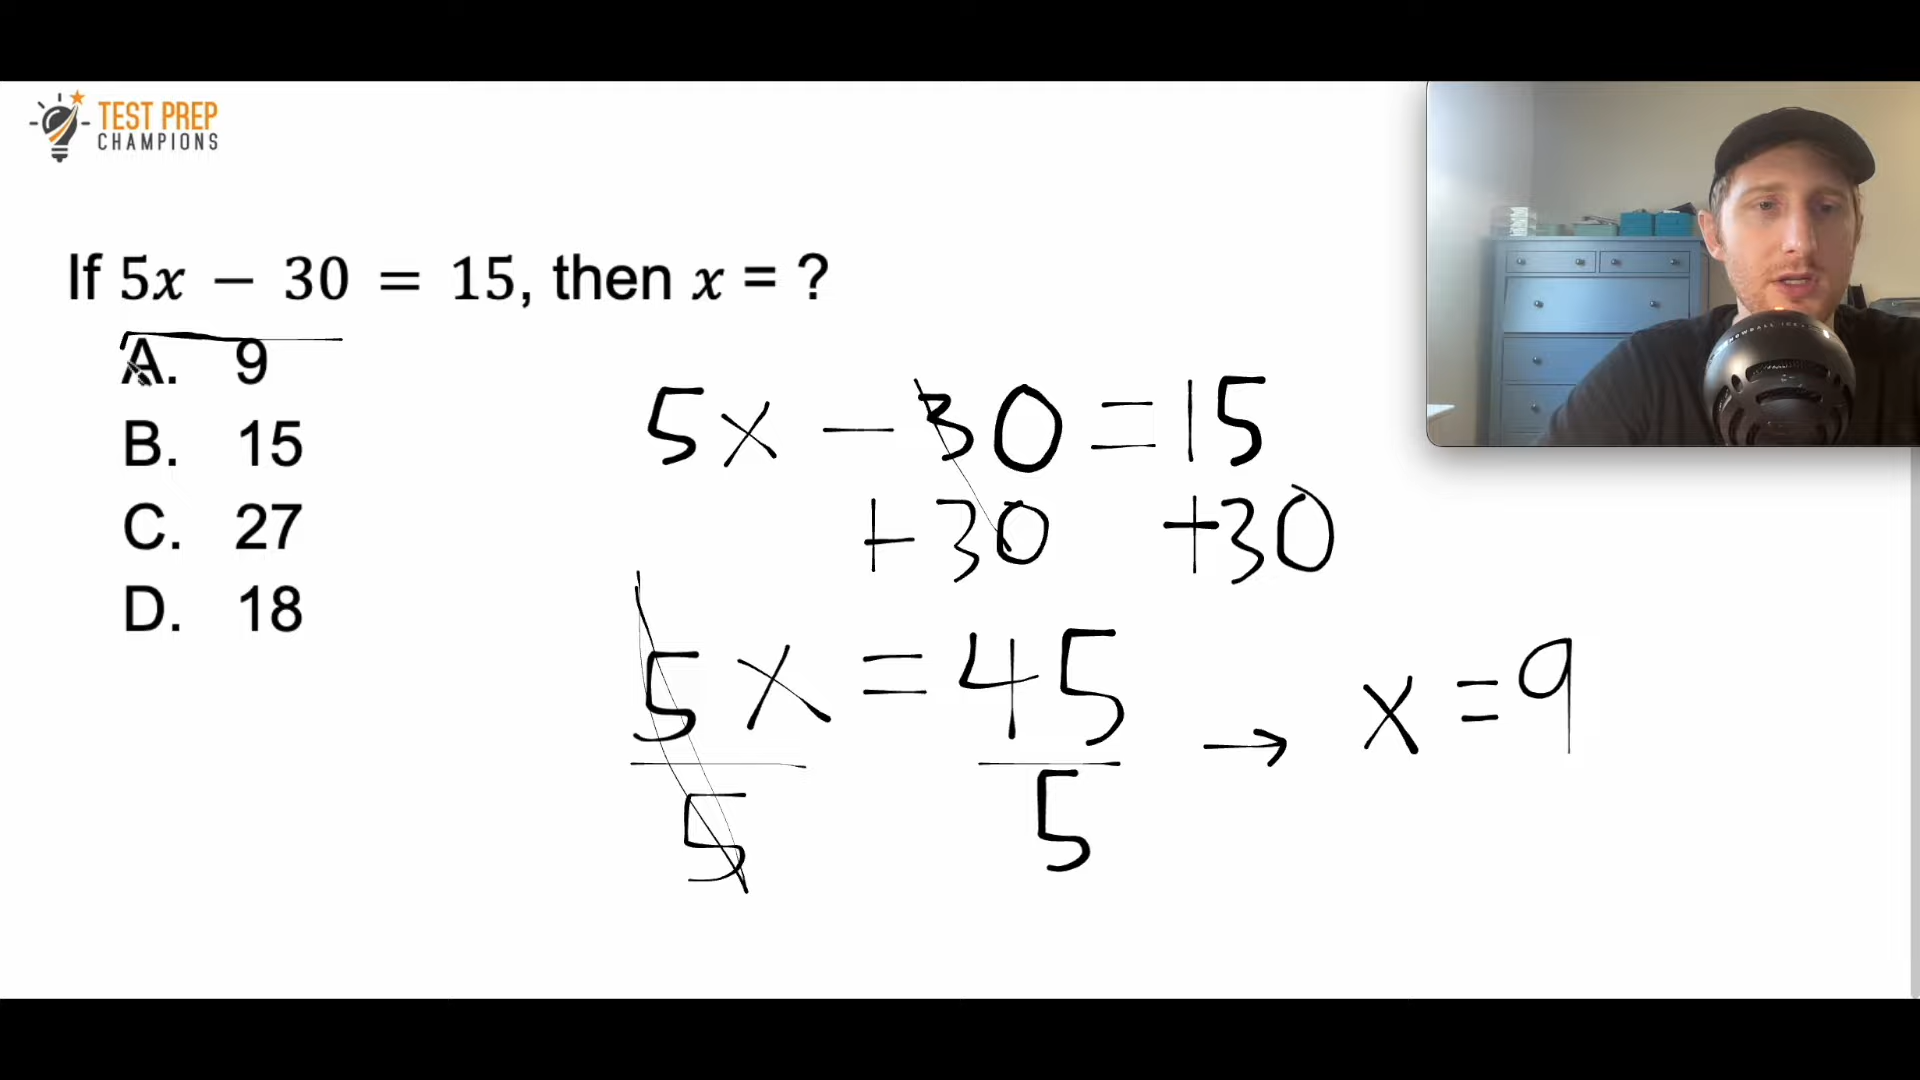 TEST PREP
CHAMPIONS
If 5x − 30 = 15, then x = ?
A. 9
B. 15
C. 27
D. 18
5x − 30 = 15
+30 +30
5x = 45 → x = 9
5 5